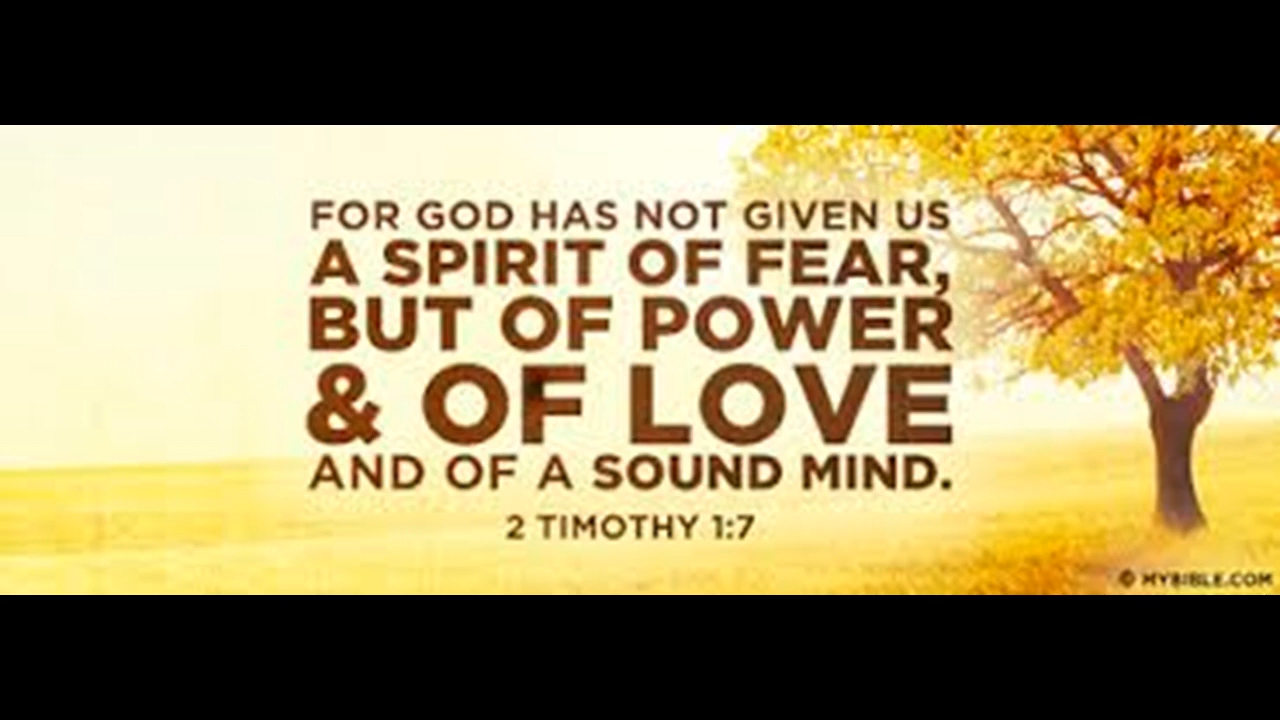 FOR GOD HAS NOT GIVEN US
A SPIRIT OF FEAR,
BUT OF POWER
& OF LOVE
AND OF A SOUND MIND.
2 TIMOTHY 1:7
© MYBIBLE.COM